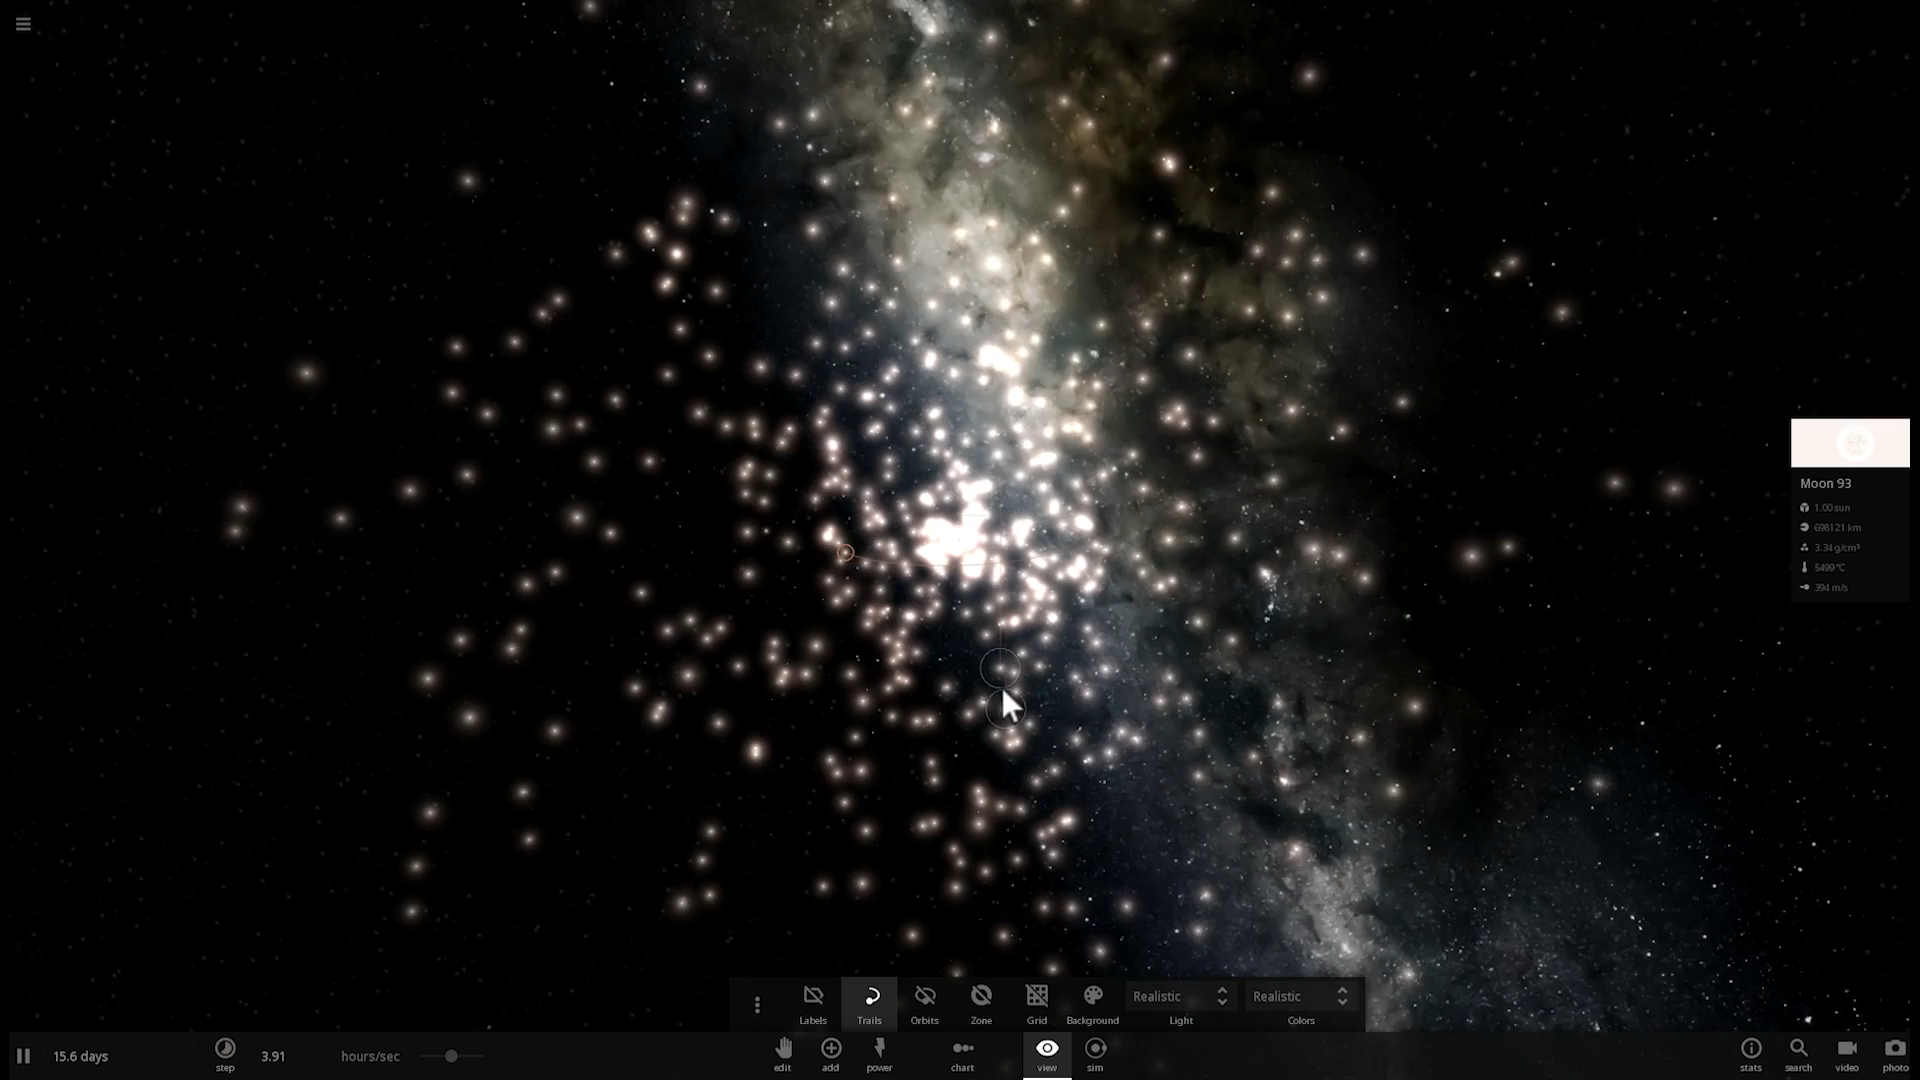 Moon 93
1.00 sun
698121 km
3.34 g/cm³
5499 °C
394 m/s
Realistic
Realistic
Labels
Trails
Orbits
Zone
Grid
Background
Light
Colors
15.6 days
step
3.91
hours/sec
edit
add
power
chart
view
sim
stats
search
video
photo